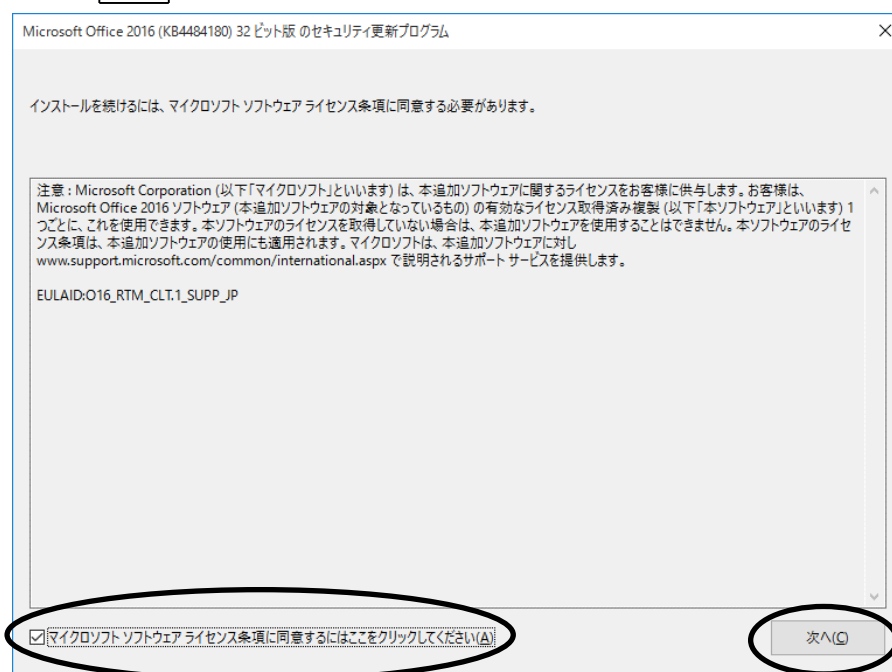 Microsoft Office 2016 (KB4484180) 32 ビット版 のセキュリティ更新プログラム
インストールを続けるには、マイクロソフト ソフトウェア ライセンス条項に同意する必要があります。
注意 : Microsoft Corporation (以下「マイクロソフト」といいます) は、本追加ソフトウェアに関するライセンスをお客様に供与します。お客様は、
Microsoft Office 2016 ソフトウェア (本追加ソフトウェアの対象となっているもの) の有効なライセンス取得済み複製 (以下「本ソフトウェア」といいます) 1
つごとに、これを使用できます。本ソフトウェアのライセンスを取得していない場合は、本追加ソフトウェアを使用することはできません。本ソフトウェアのライセ
ンス条項は、本追加ソフトウェアの使用にも適用されます。マイクロソフトは、本追加ソフトウェアに対し
www.support.microsoft.com/common/international.aspx で説明されるサポート サービスを提供します。
EULAID:O16_RTM_CLT.1_SUPP_JP
マイクロソフト ソフトウェア ライセンス条項に同意するにはここをクリックしてください(A)
次へ(C)